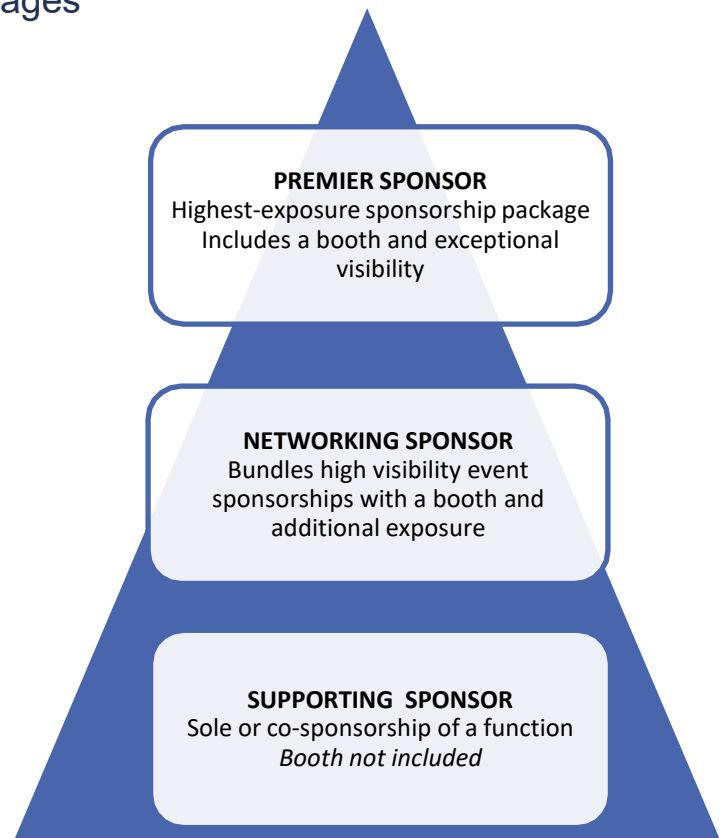 ages
PREMIER SPONSOR
Highest-exposure sponsorship package
Includes a booth and exceptional
visibility
NETWORKING SPONSOR
Bundles high visibility event
sponsorships with a booth and
additional exposure
SUPPORTING SPONSOR
Sole or co-sponsorship of a function
Booth not included